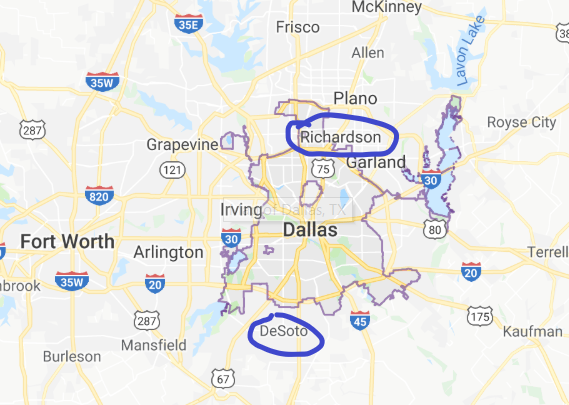 McKinney
Frisco
35E
Allen
Lavon Lake
35W
Plano
287
Richardson
Royse City
Grapevine
Garland
121
75
30
820
Irving
of Dallas, TX
Dallas
80
Fort Worth
30
Arlington
Terrell
20
20
35W
nbrook
287
DeSoto
45
175
Kaufman
Mansfield
Burleson
67